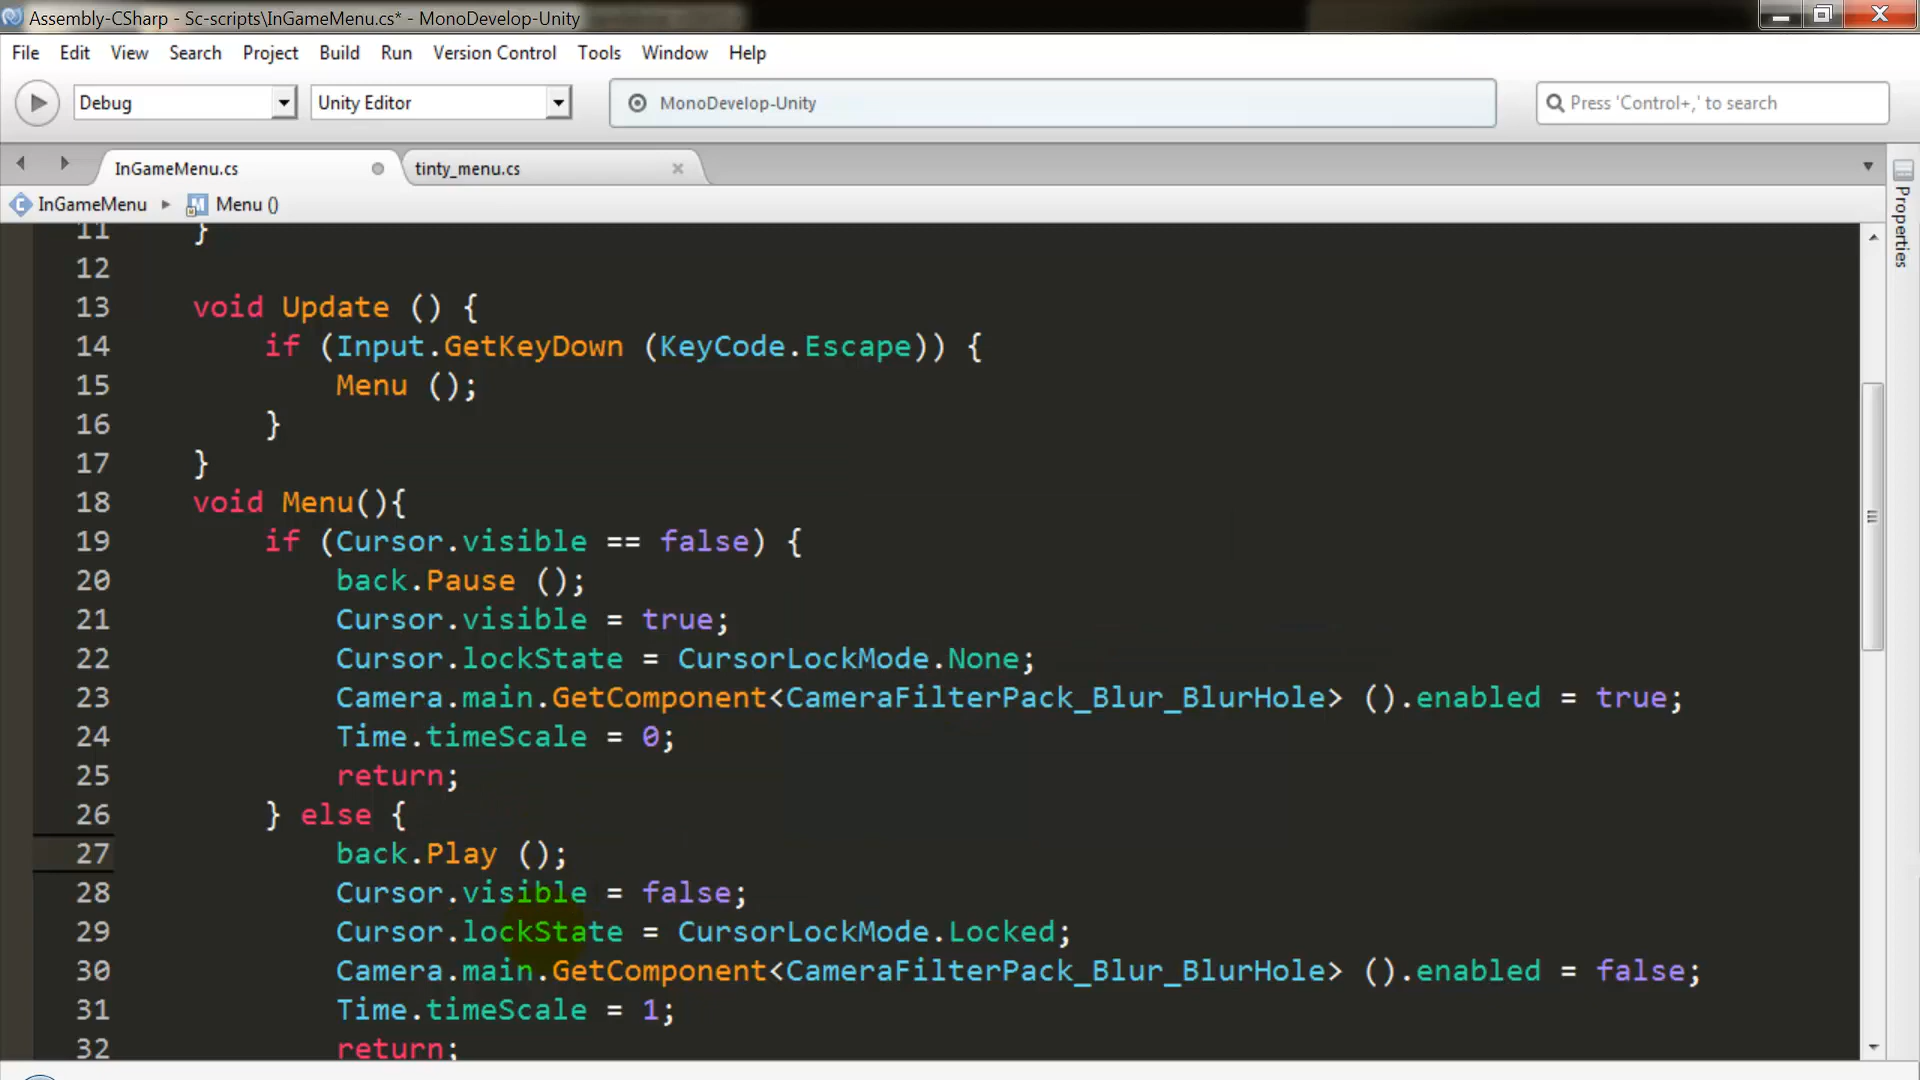 Assembly-CSharp - Sc-scripts\InGameMenu.cs* - MonoDevelop-Unity
File Edit View Search Project Build Run Version Control Tools Window Help
Debug Unity Editor MonoDevelop-Unity Press 'Control+,' to search
InGameMenu.cs tinty_menu.cs
InGameMenu Menu ()
Properties
11 }
12
13 void Update () {
14 if (Input.GetKeyDown (KeyCode.Escape)) {
15 Menu ();
16 }
17 }
18 void Menu(){
19 if (Cursor.visible == false) {
20 back.Pause ();
21 Cursor.visible = true;
22 Cursor.lockState = CursorLockMode.None;
23 Camera.main.GetComponent<CameraFilterPack_Blur_BlurHole> ().enabled = true;
24 Time.timeScale = 0;
25 return;
26 } else {
27 back.Play ();
28 Cursor.visible = false;
29 Cursor.lockState = CursorLockMode.Locked;
30 Camera.main.GetComponent<CameraFilterPack_Blur_BlurHole> ().enabled = false;
31 Time.timeScale = 1;
32 return;